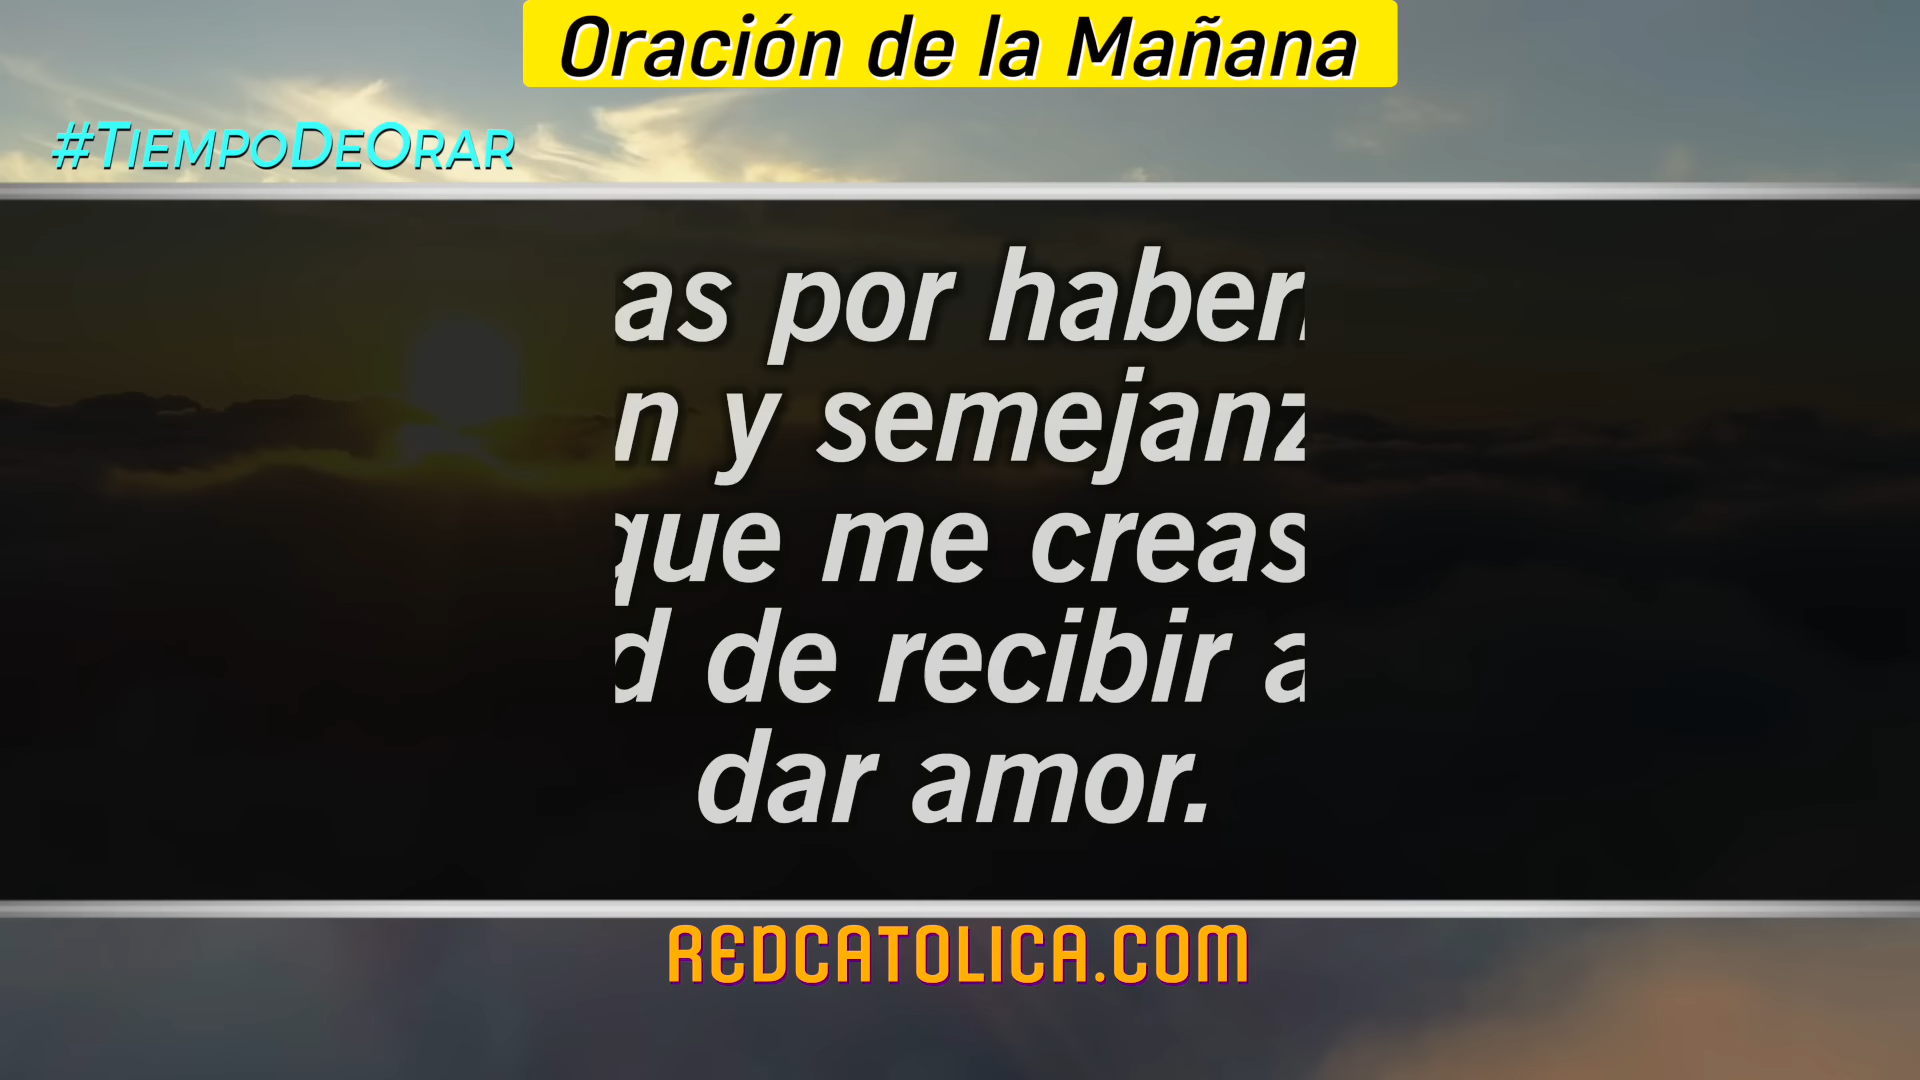 Oración de la Mañana
#TiempoDeOrar
as por haber
n y semejanz
que me creas
d de recibir a
dar amor.
REDCATOLICA.COM